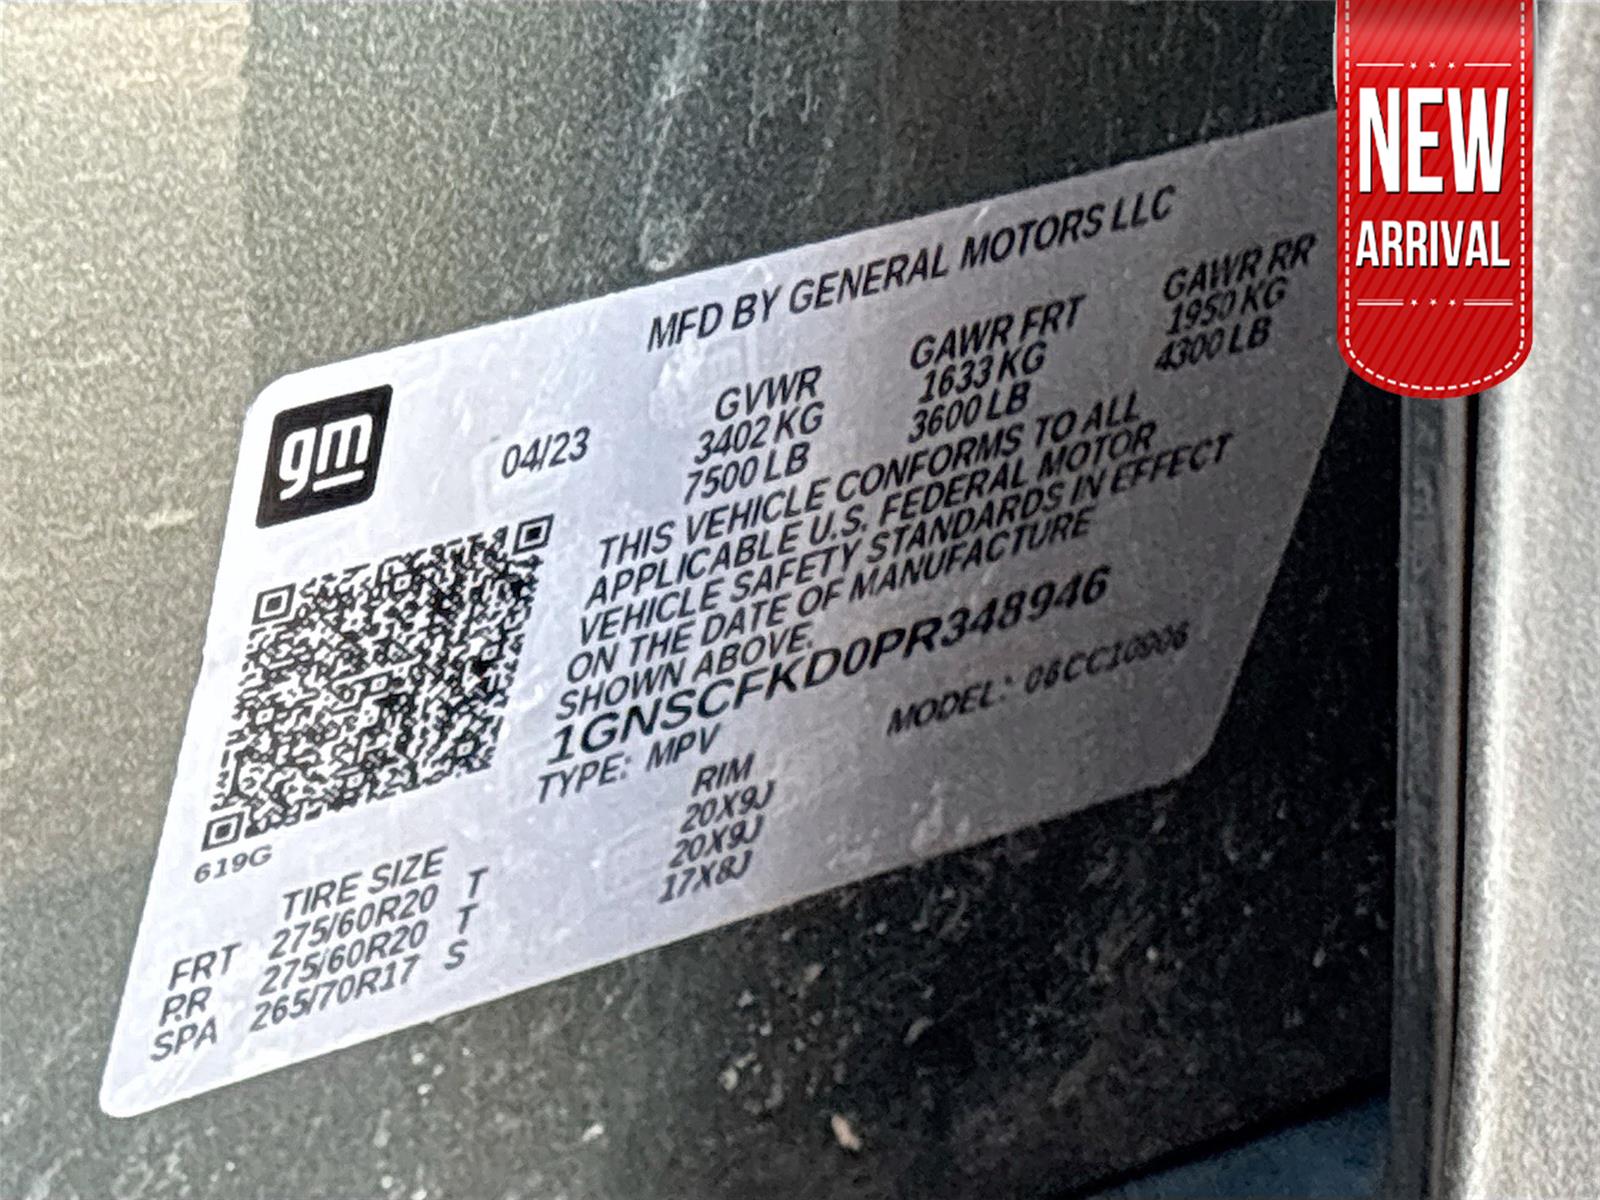 NEW
ARRIVAL
MFD BY GENERAL MOTORS LLC
gm
04/23
GVWR GAWR FRT GAWR RR
3402 KG 1633 KG 1950 KG
7500 LB 3600 LB 4300 LB
THIS VEHICLE CONFORMS TO ALL
APPLICABLE U.S. FEDERAL MOTOR
VEHICLE SAFETY STANDARDS IN EFFECT
ON THE DATE OF MANUFACTURE
SHOWN ABOVE.
1GNSCFKD0PR348946
TYPE: MPV MODEL: 06CC10906
619G
TIRE SIZE RIM
FRT 275/60R20 T 20X9J
RR 275/60R20 T 20X9J
SPA 265/70R17 S 17X8J